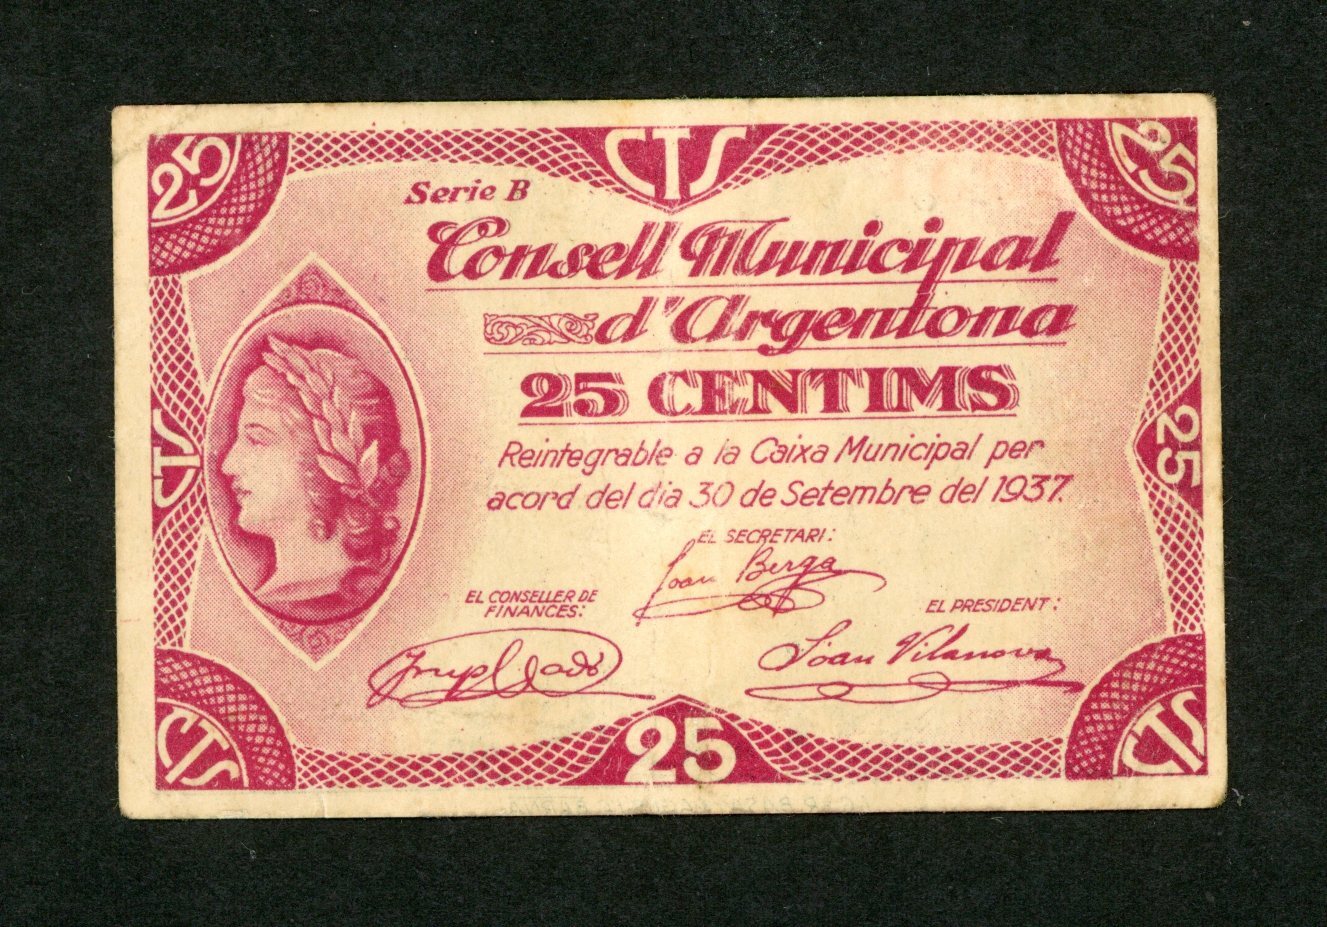 25
CTS
25
Serie B
Consell Municipal
d'Argentona
25 CENTIMS
Reintegrable a la Caixa Municipal per
acord del dia 30 de Setembre del 1937.
CTS
25
EL SECRETARI:
Joan Berga
EL CONSELLER DE
FINANCES:
EL PRESIDENT:
Joan Vilanova
CTS
25
CTS